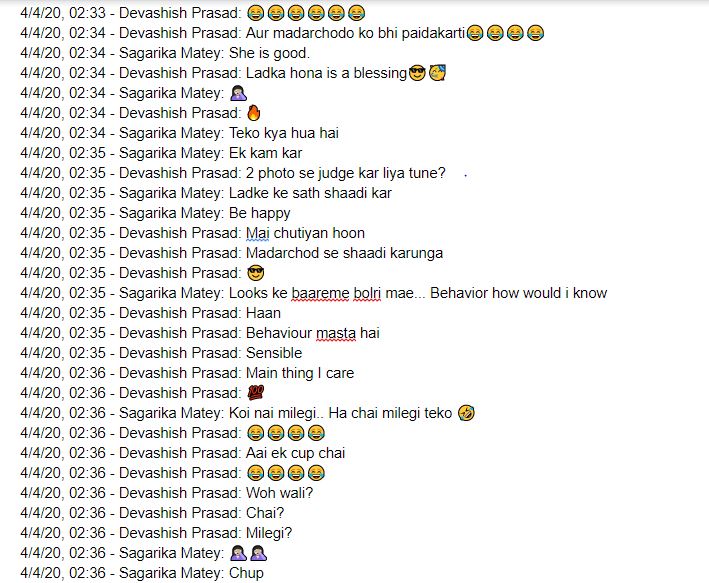 4/4/20, 02:33 - Devashish Prasad: 😂😂😂😂😂😂
4/4/20, 02:34 - Devashish Prasad: Aur madarchodo ko bhi paidakarti😂😂😂😂
4/4/20, 02:34 - Sagarika Matey: She is good.
4/4/20, 02:34 - Devashish Prasad: Ladka hona is a blessing😎🥳
4/4/20, 02:34 - Sagarika Matey: 🤦🏻‍♀️
4/4/20, 02:34 - Devashish Prasad: 🔥
4/4/20, 02:34 - Sagarika Matey: Teko kya hua hai
4/4/20, 02:35 - Sagarika Matey: Ek kam kar
4/4/20, 02:35 - Devashish Prasad: 2 photo se judge kar liya tune?
4/4/20, 02:35 - Sagarika Matey: Ladke ke sath shaadi kar
4/4/20, 02:35 - Sagarika Matey: Be happy
4/4/20, 02:35 - Devashish Prasad: Mai chutiyan hoon
4/4/20, 02:35 - Devashish Prasad: Madarchod se shaadi karunga
4/4/20, 02:35 - Devashish Prasad: 😎
4/4/20, 02:35 - Sagarika Matey: Looks ke baareme bolri mae... Behavior how would i know
4/4/20, 02:35 - Devashish Prasad: Haan
4/4/20, 02:35 - Devashish Prasad: Behaviour masta hai
4/4/20, 02:35 - Devashish Prasad: Sensible
4/4/20, 02:36 - Devashish Prasad: Main thing I care
4/4/20, 02:36 - Devashish Prasad: 💯
4/4/20, 02:36 - Sagarika Matey: Koi nai milegi.. Ha chai milegi teko 🤣
4/4/20, 02:36 - Devashish Prasad: 😂😂😂😂
4/4/20, 02:36 - Devashish Prasad: Aai ek cup chai
4/4/20, 02:36 - Devashish Prasad: 😂😂😂😂
4/4/20, 02:36 - Devashish Prasad: Woh wali?
4/4/20, 02:36 - Devashish Prasad: Chai?
4/4/20, 02:36 - Devashish Prasad: Milegi?
4/4/20, 02:36 - Sagarika Matey: 🤦🏻‍♀️🤦🏻‍♀️
4/4/20, 02:36 - Sagarika Matey: Chup